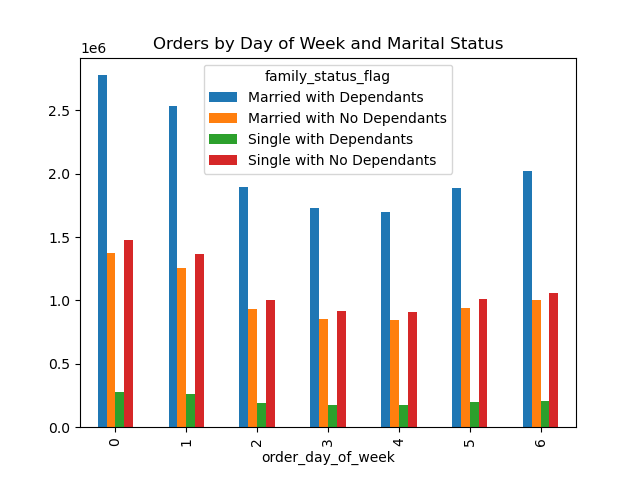 Orders by Day of Week and Marital Status
1e6
family_status_flag
Married with Dependants
Married with No Dependants
Single with Dependants
Single with No Dependants
2.5
2.0
1.5
1.0
0.5
0.0
0 1 2 3 4 5 6
order_day_of_week